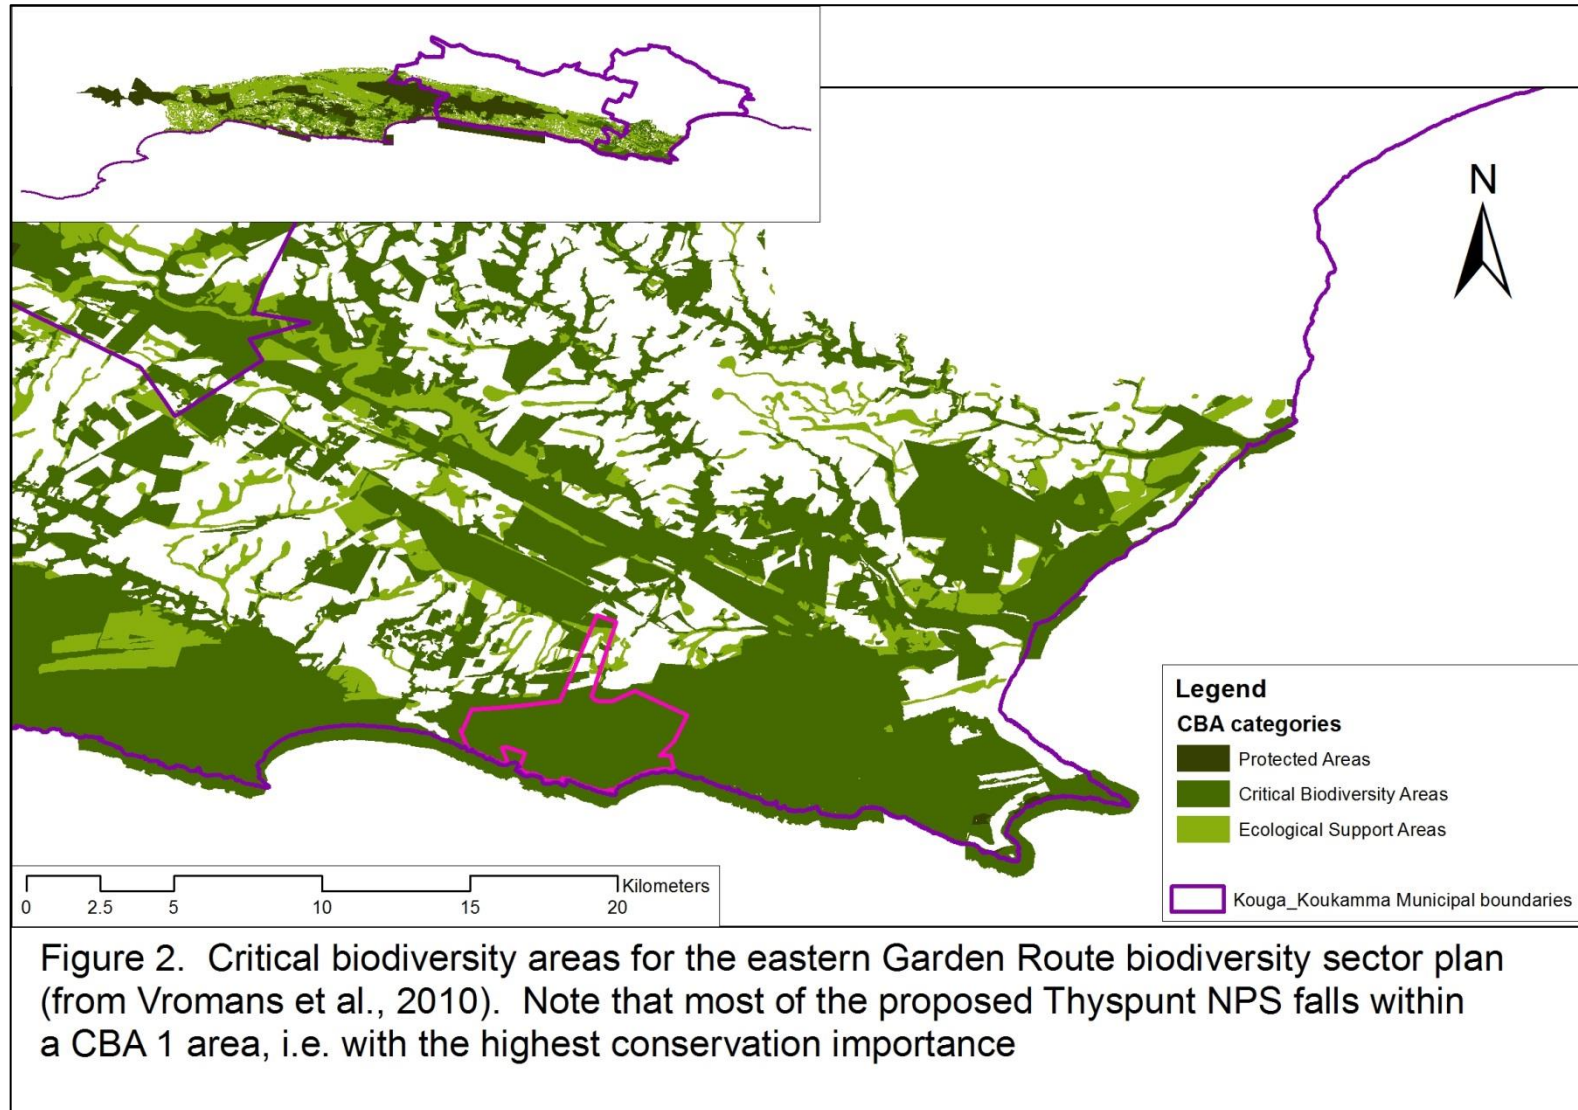 N
Legend
CBA categories
Protected Areas
Critical Biodiversity Areas
Ecological Support Areas
Kouga_Koukamma Municipal boundaries
Kilometers
0 2.5 5 10 15 20
Figure 2. Critical biodiversity areas for the eastern Garden Route biodiversity sector plan
(from Vromans et al., 2010). Note that most of the proposed Thyspunt NPS falls within
a CBA 1 area, i.e. with the highest conservation importance